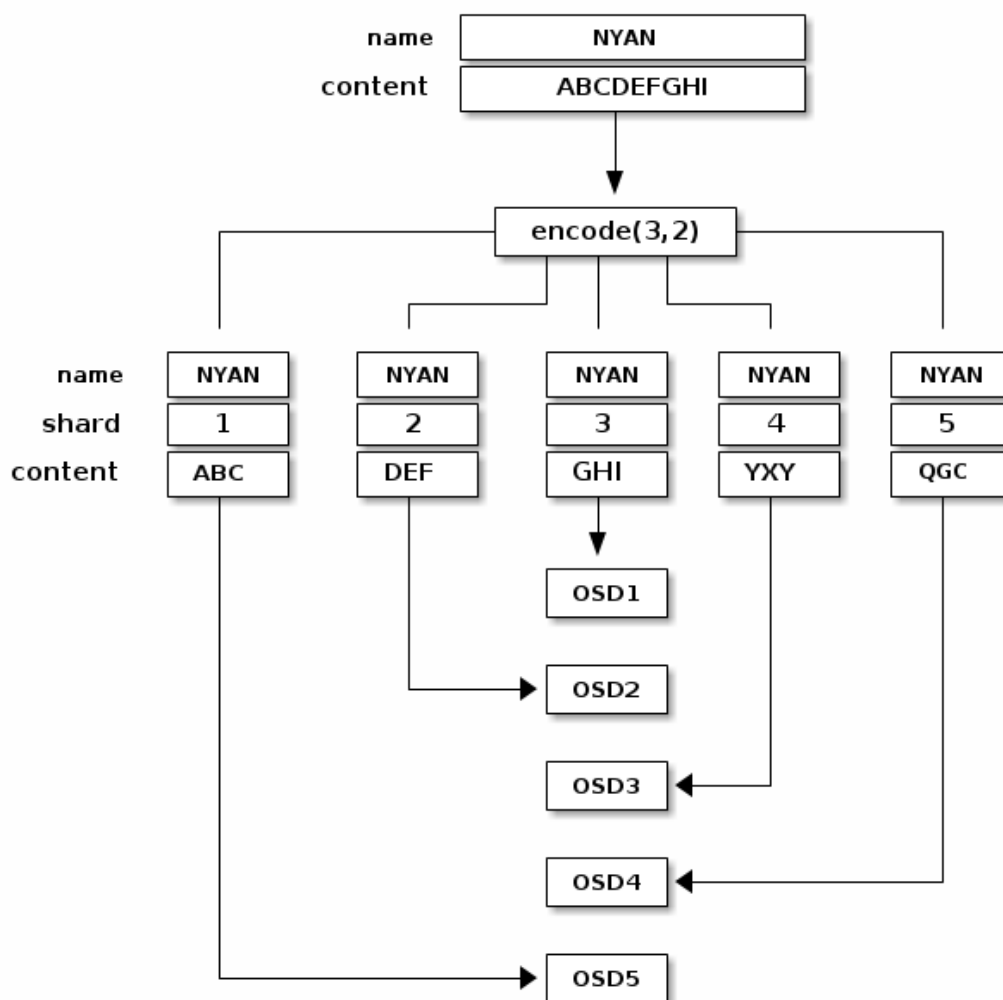 name NYAN
content ABCDEFGHI
encode(3,2)
name NYAN NYAN NYAN NYAN NYAN
shard 1 2 3 4 5
content ABC DEF GHI YXY QGC
OSD1
OSD2
OSD3
OSD4
OSD5